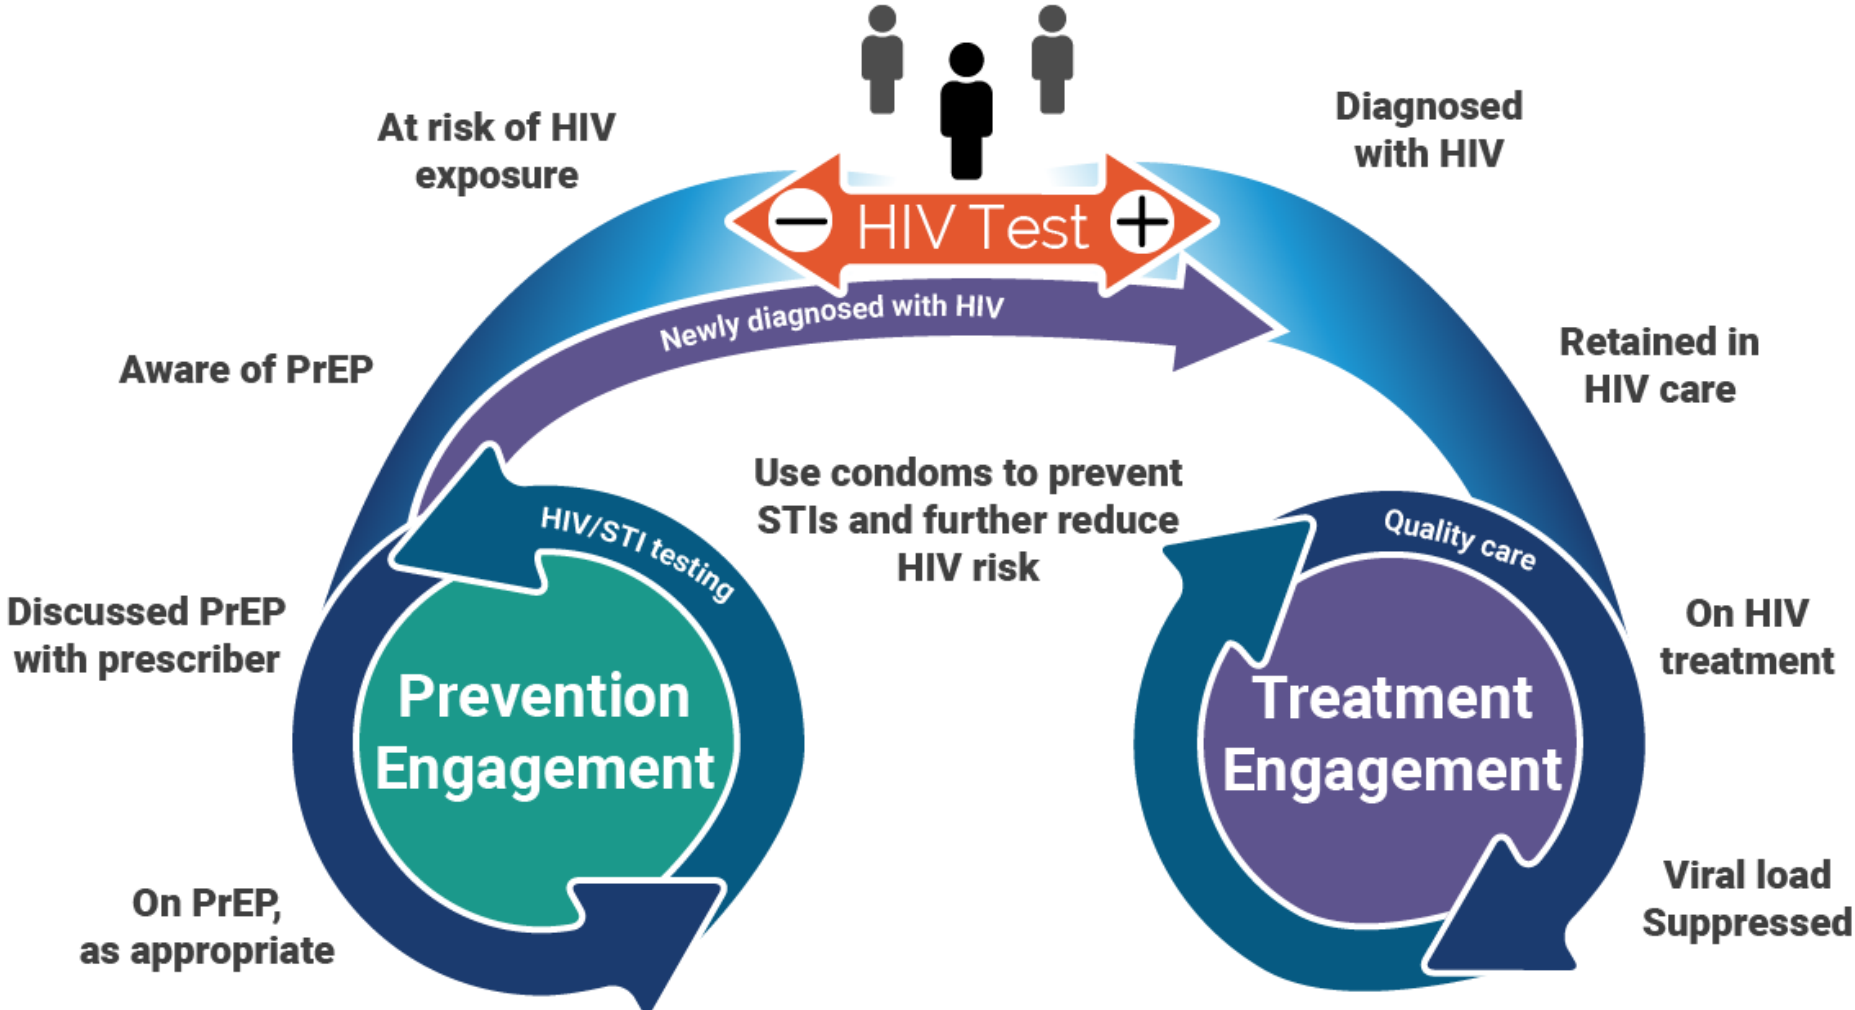 At risk of HIV
exposure
Diagnosed
with HIV
HIV Test
Newly diagnosed with HIV
Aware of PrEP
Retained in
HIV care
Use condoms to prevent
STIs and further reduce
HIV risk
HIV/STI testing
Quality care
Discussed PrEP
with prescriber
On HIV
treatment
Prevention
Engagement
Treatment
Engagement
On PrEP,
as appropriate
Viral load
Suppressed